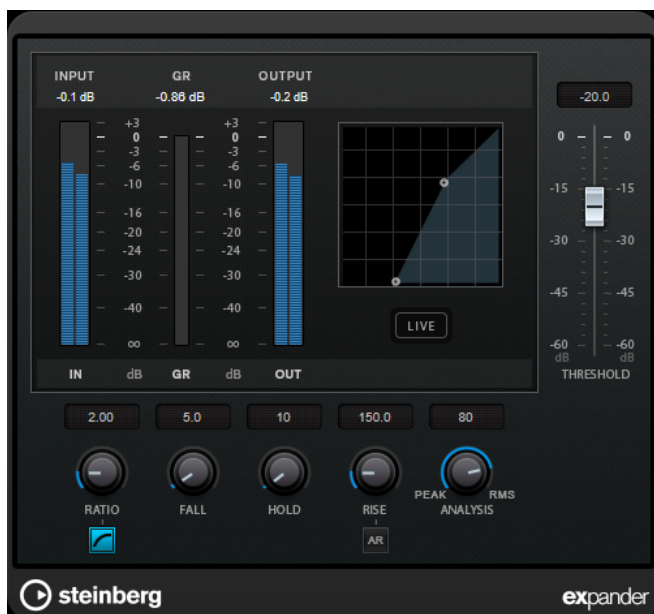 INPUT GR OUTPUT
-0.1 dB -0.86 dB -0.2 dB
-20.0
+3 +3
0 0
-3 -3
-6 -6
-10 -10
-16 -16
-20 -20
-24 -24
-30 -30
-40 -40
∞ ∞
IN dB GR dB OUT
LIVE
0 0
-15 -15
-30 -30
-45 -45
-60 -60
dB dB
THRESHOLD
2.00 5.0 10 150.0 80
PEAK RMS
RATIO FALL HOLD RISE ANALYSIS
AR
steinberg
expander